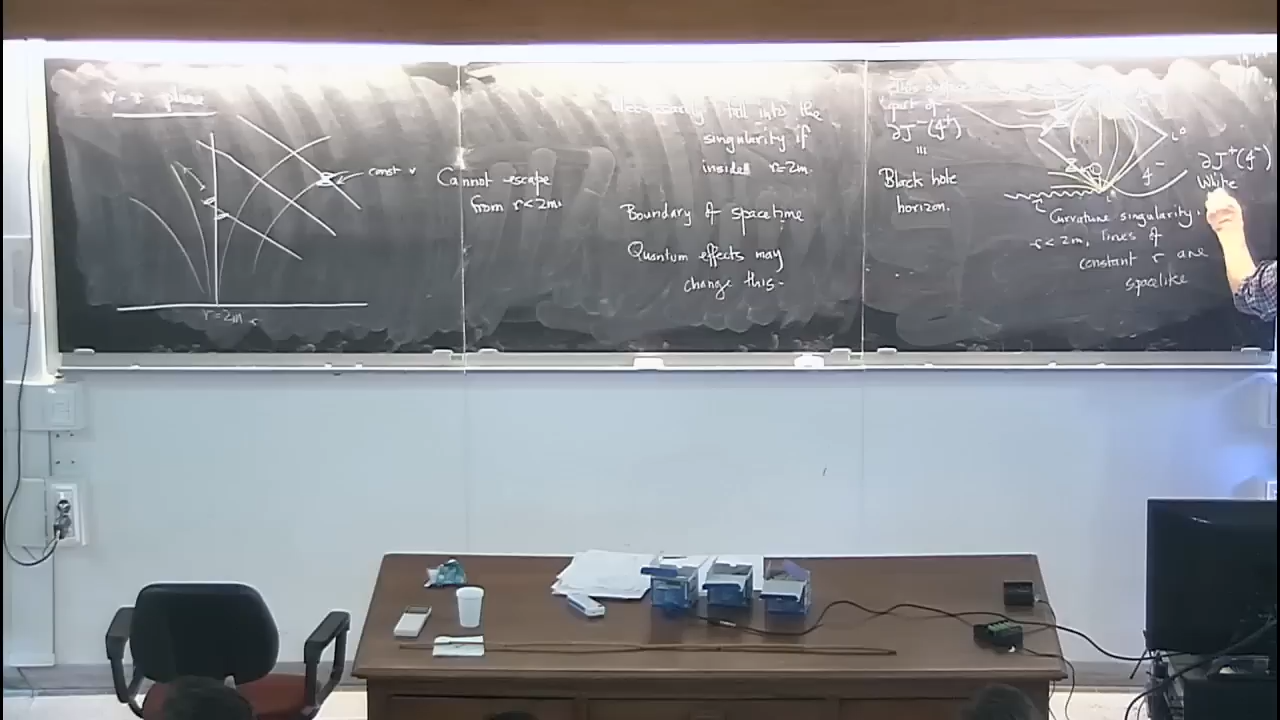 v-r plane
const v
r=2m
Cannot escape
from r<2m.
fall into the
singularity if
inside r=2m.
Boundary of spacetime
Quantum effects may
change this.
part of
∂J⁻(𝓘⁺)
=
Black hole
horizon.
i⁰
𝓘⁻
Curvature singularity.
r<2m, lines of
constant r are
spacelike
∂J⁺(𝓘⁻)
White